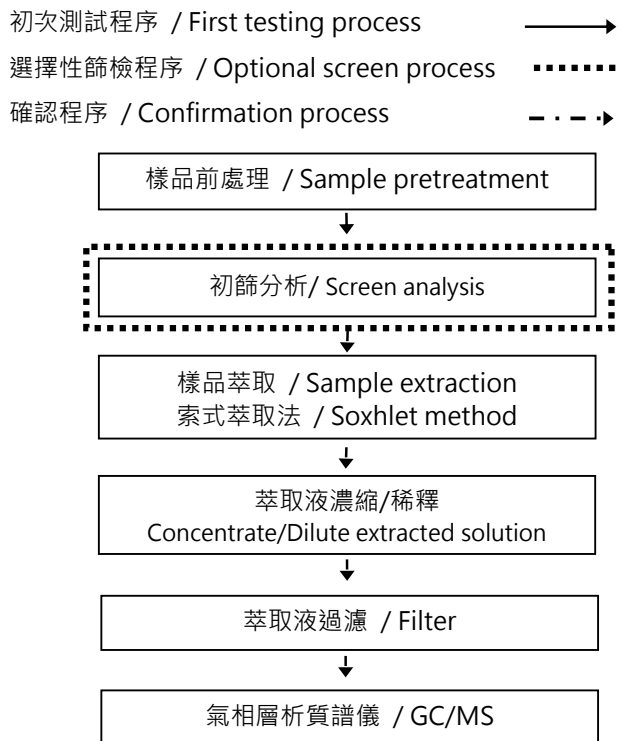 初次測試程序 / First testing process
選擇性篩檢程序 / Optional screen process
確認程序 / Confirmation process
樣品前處理 / Sample pretreatment
初篩分析/ Screen analysis
樣品萃取 / Sample extraction
索式萃取法 / Soxhlet method
萃取液濃縮/稀釋
Concentrate/Dilute extracted solution
萃取液過濾 / Filter
氣相層析質譜儀 / GC/MS